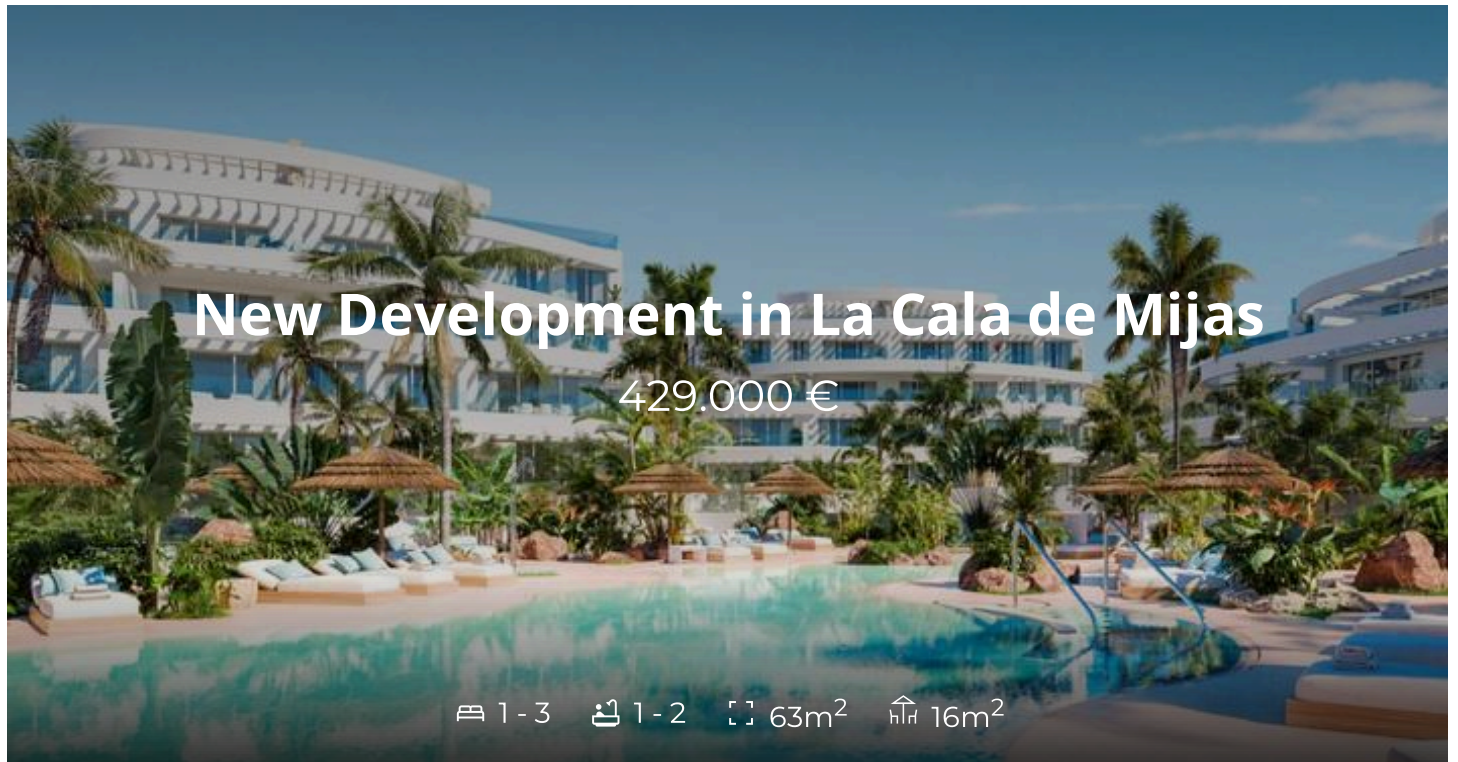 New Development in La Cala de Mijas
429.000 €
1 - 3 1 - 2 63m² 16m²